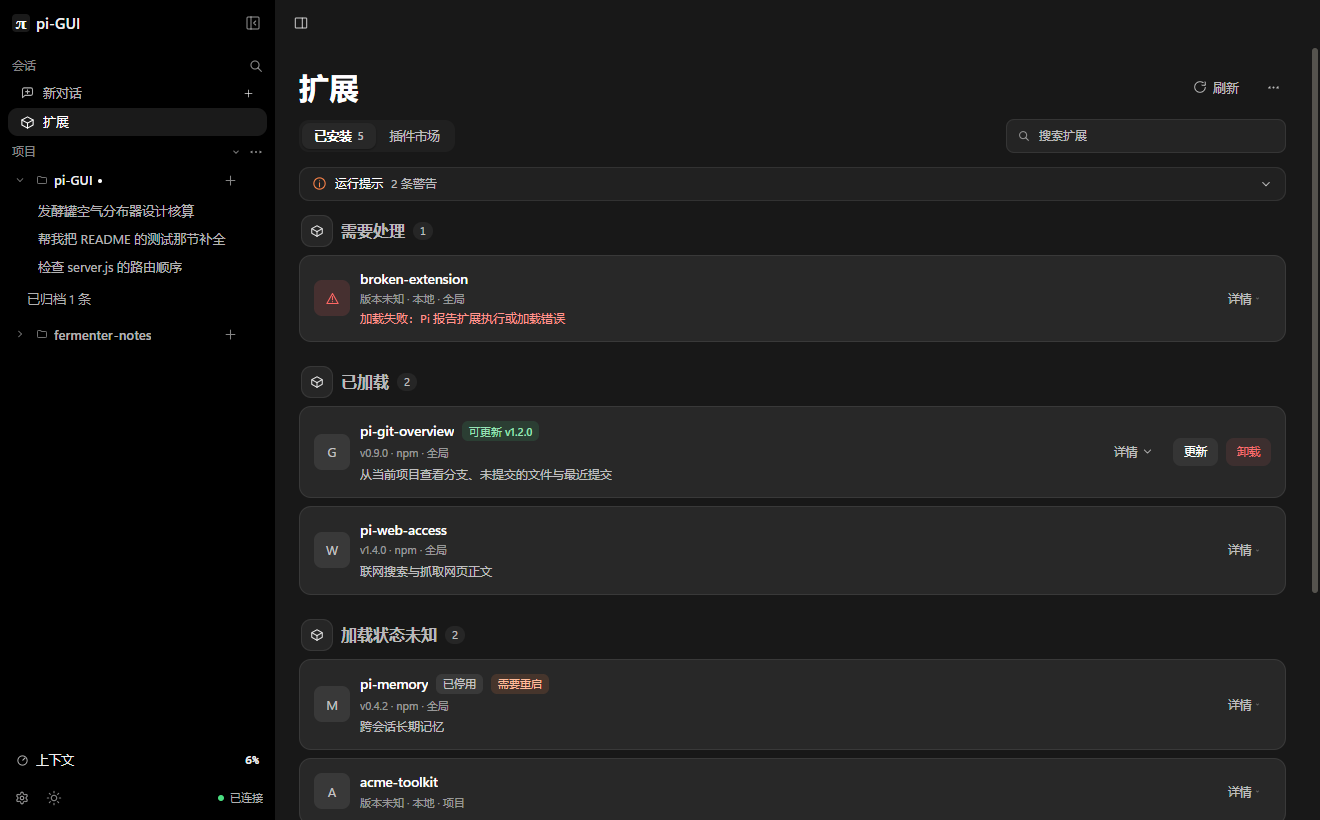 π pi-GUI
会话
新对话
扩展
项目
pi-GUI
发酵罐空气分布器设计核算
帮我把 README 的测试那节补全
检查 server.js 的路由顺序
已归档 1 条
fermenter-notes
上下文 6%
已连接
扩展
刷新
已安装 5 插件市场
搜索扩展
运行提示 2 条警告
需要处理 1
broken-extension
版本未知 · 本地 · 全局
加载失败：Pi 报告扩展执行或加载错误
详情
已加载 2
G
pi-git-overview 可更新 v1.2.0
v0.9.0 · npm · 全局
从当前项目查看分支、未提交的文件与最近提交
详情 更新 卸载
W
pi-web-access
v1.4.0 · npm · 全局
联网搜索与抓取网页正文
详情
加载状态未知 2
M
pi-memory 已停用 需要重启
v0.4.2 · npm · 全局
跨会话长期记忆
详情
A
acme-toolkit
版本未知 · 本地 · 项目
详情